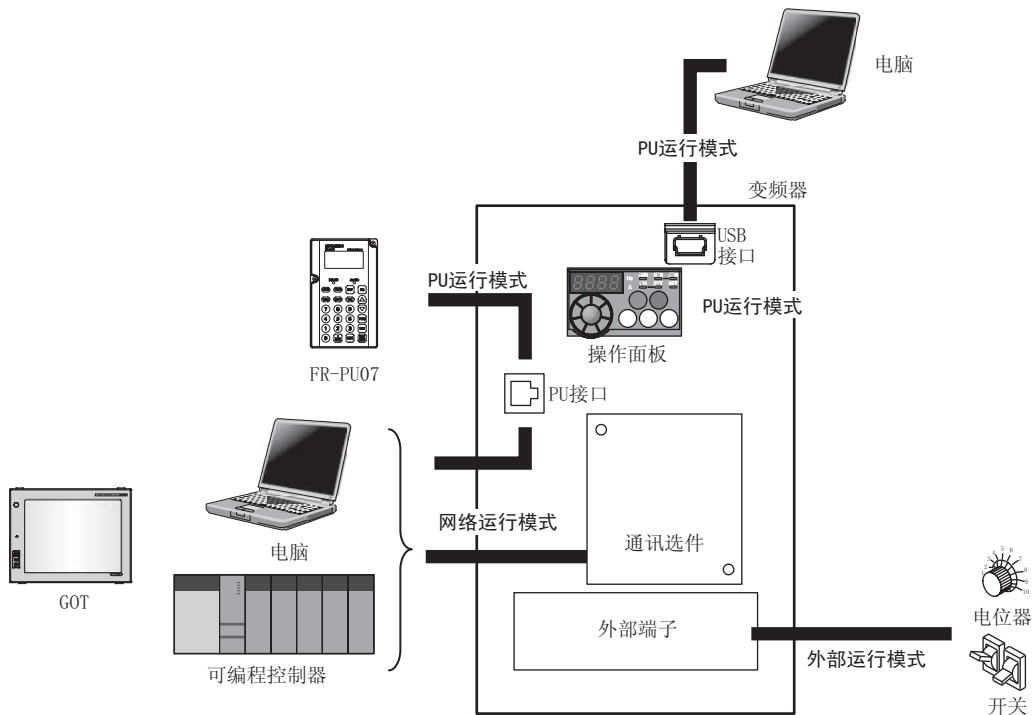 电脑
PU运行模式
变频器
USB
接口
PU运行模式
PU运行模式
操作面板
FR-PU07
PU接口
网络运行模式
通讯选件
电脑
GOT
外部端子
电位器
可编程控制器
外部运行模式
开关